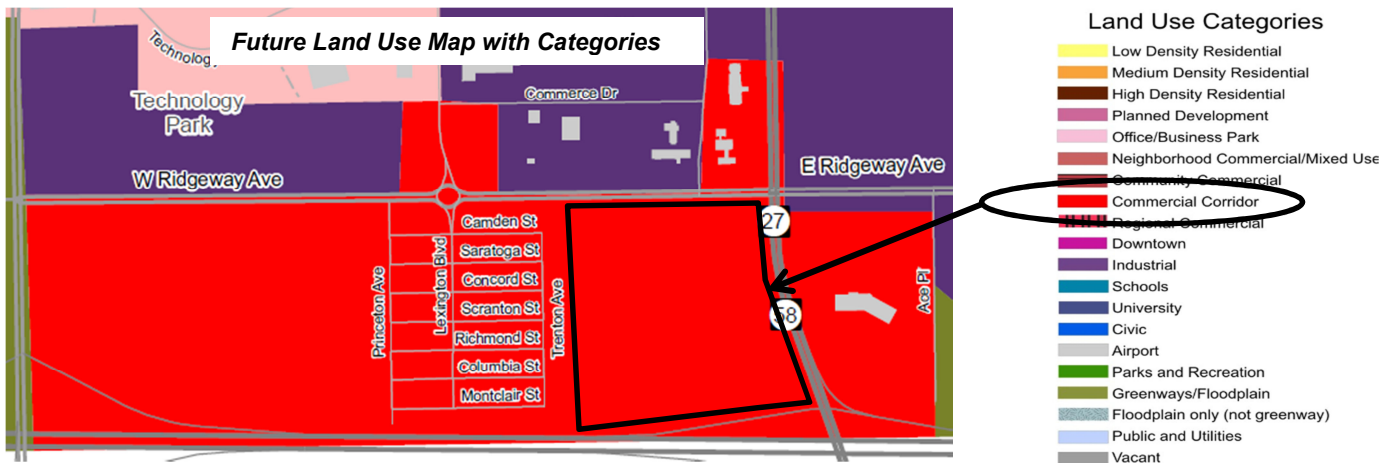 Future Land Use Map with Categories
Technology
Technology
Park
Commerce Dr
W Ridgeway Ave
E Ridgeway Ave
Camden St
Saratoga St
Concord St
Scranton St
Richmond St
Columbia St
Montclair St
Princeton Ave
Lexington Blvd
Trenton Ave
27
58
Ace Pl
Land Use Categories
Low Density Residential
Medium Density Residential
High Density Residential
Planned Development
Office/Business Park
Neighborhood Commercial/Mixed Use
Community Commercial
Commercial Corridor
Regional Commercial
Downtown
Industrial
Schools
University
Civic
Airport
Parks and Recreation
Greenways/Floodplain
Floodplain only (not greenway)
Public and Utilities
Vacant